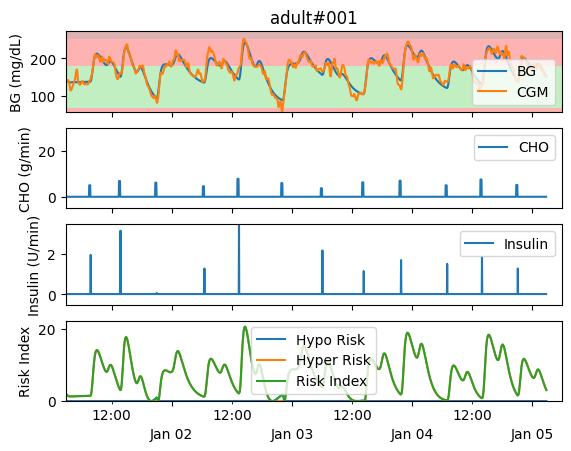 adult#001
BG (mg/dL)
200
100
BG
CGM
CHO (g/min)
20
0
CHO
Insulin (U/min)
2
0
Insulin
Risk Index
20
0
Hypo Risk
Hyper Risk
Risk Index
12:00 12:00 12:00 12:00
Jan 02 Jan 03 Jan 04 Jan 05